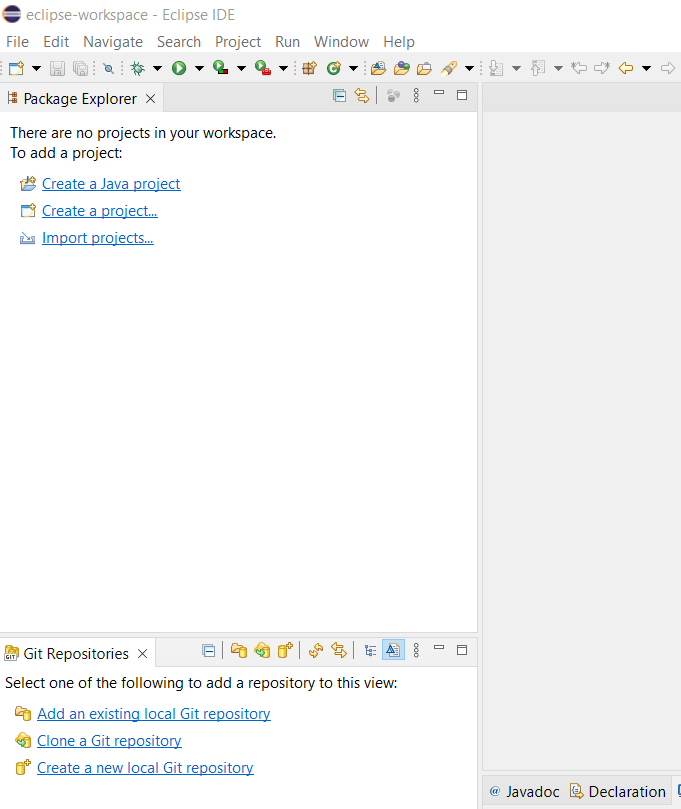 eclipse-workspace - Eclipse IDE
File Edit Navigate Search Project Run Window Help
Package Explorer
There are no projects in your workspace.
To add a project:
Create a Java project
Create a project...
Import projects...
GIT Git Repositories
Select one of the following to add a repository to this view:
Add an existing local Git repository
Clone a Git repository
Create a new local Git repository
@ Javadoc Declaration